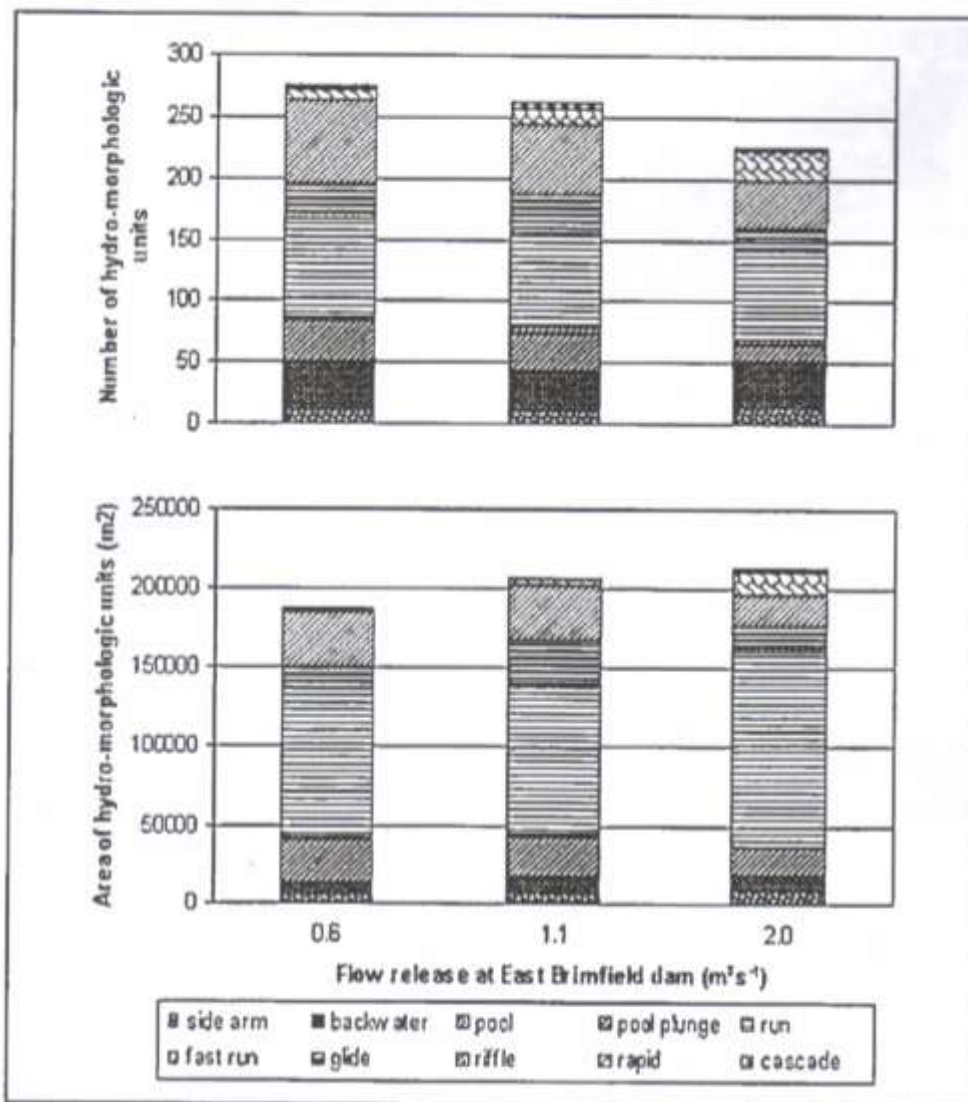 300
250
200
150
100
50
0
Number of hydro-morphologic
units
250000
200000
150000
100000
50000
0
Area of hydro-morphologic units (m2)
0.6
1.1
2.0
Flow release at East Brimfield dam (m³s⁻¹)
side arm
backwater
pool
pool plunge
run
fast run
glide
riffle
rapid
cascade